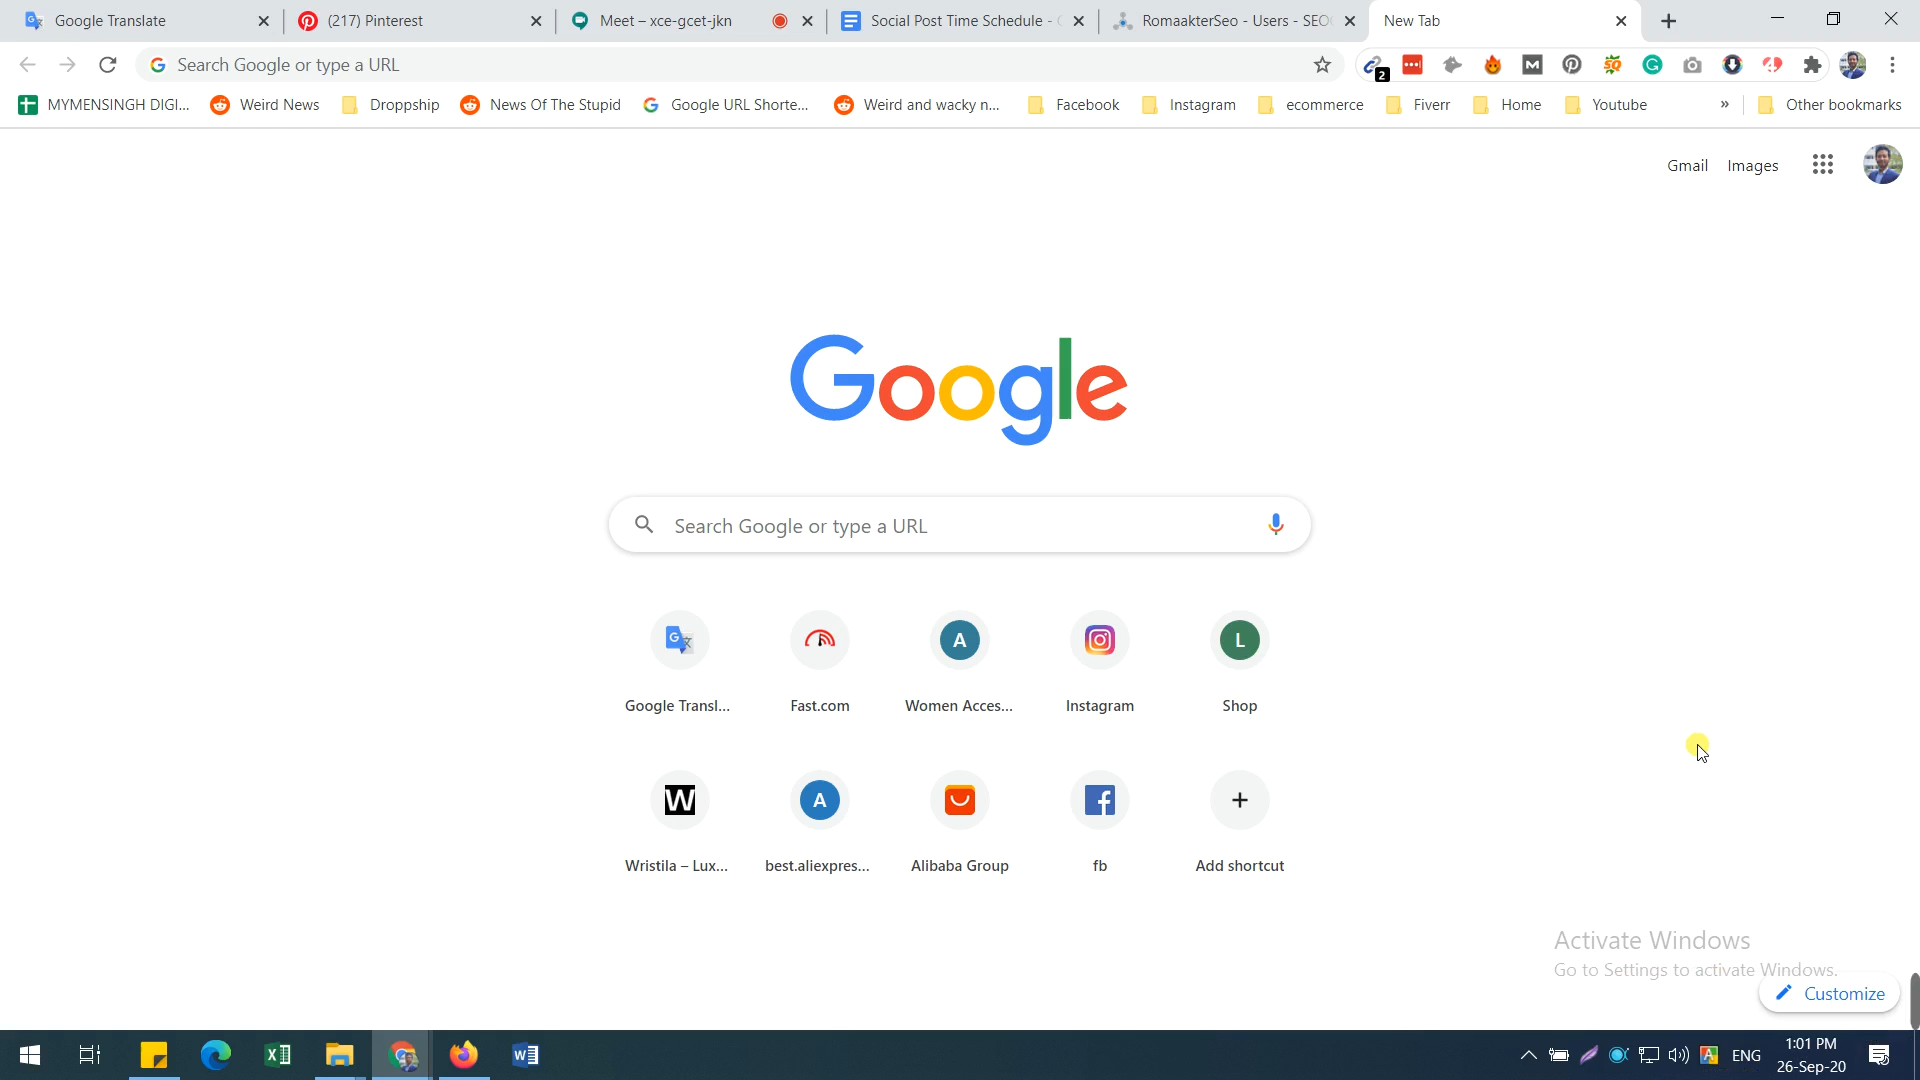 Google Translate
(217) Pinterest
Meet – xce-gcet-jkn
Social Post Time Schedule -
RomaakterSeo - Users - SEO
New Tab
Search Google or type a URL
2
MYMENSINGH DIGI...
Weird News
Droppship
News Of The Stupid
Google URL Shorte...
Weird and wacky n...
Facebook
Instagram
ecommerce
Fiverr
Home
Youtube
»
Other bookmarks
Gmail
Images
Google
Search Google or type a URL
A
L
Google Transl...
Fast.com
Women Acces...
Instagram
Shop
W
A
Wristila – Lux...
best.aliexpres...
Alibaba Group
fb
Add shortcut
Activate Windows
Go to Settings to activate Windows.
Customize
ENG
1:01 PM
26-Sep-20